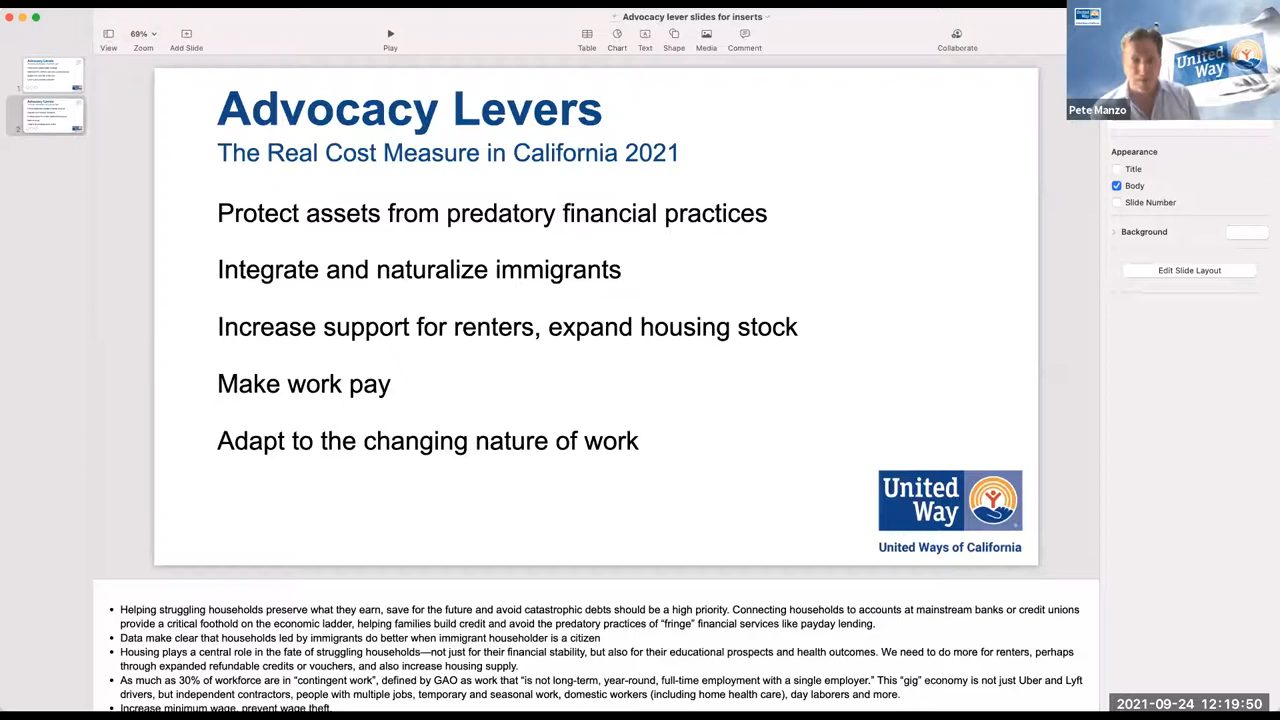 Advocacy lever slides for inserts
View
69%
Zoom
Add Slide
Play
Table
Chart
Text
Shape
Media
Comment
Collaborate
United
Way
Pete Manzo
1
2
Advocacy Levers
The Real Cost Measure in California 2021
Protect assets from predatory financial practices
Integrate and naturalize immigrants
Increase support for renters, expand housing stock
Make work pay
Adapt to the changing nature of work
United
Way
United Ways of California
Appearance
Title
Body
Slide Number
Background
Edit Slide Layout
• Helping struggling households preserve what they earn, save for the future and avoid catastrophic debts should be a high priority. Connecting households to accounts at mainstream banks or credit unions
provide a critical foothold on the economic ladder, helping families build credit and avoid the predatory practices of “fringe” financial services like payday lending.
• Data make clear that households led by immigrants do better when immigrant householder is a citizen
• Housing plays a central role in the fate of struggling households—not just for their financial stability, but also for their educational prospects and health outcomes. We need to do more for renters, perhaps
through expanded refundable credits or vouchers, and also increase housing supply.
• As much as 30% of workforce are in “contingent work”, defined by GAO as work that “is not long-term, year-round, full-time employment with a single employer.” This “gig” economy is not just Uber and Lyft
drivers, but independent contractors, people with multiple jobs, temporary and seasonal work, domestic workers (including home health care), day laborers and more.
• Increase minimum wage, prevent wage theft.
2021-09-24 12:19:50